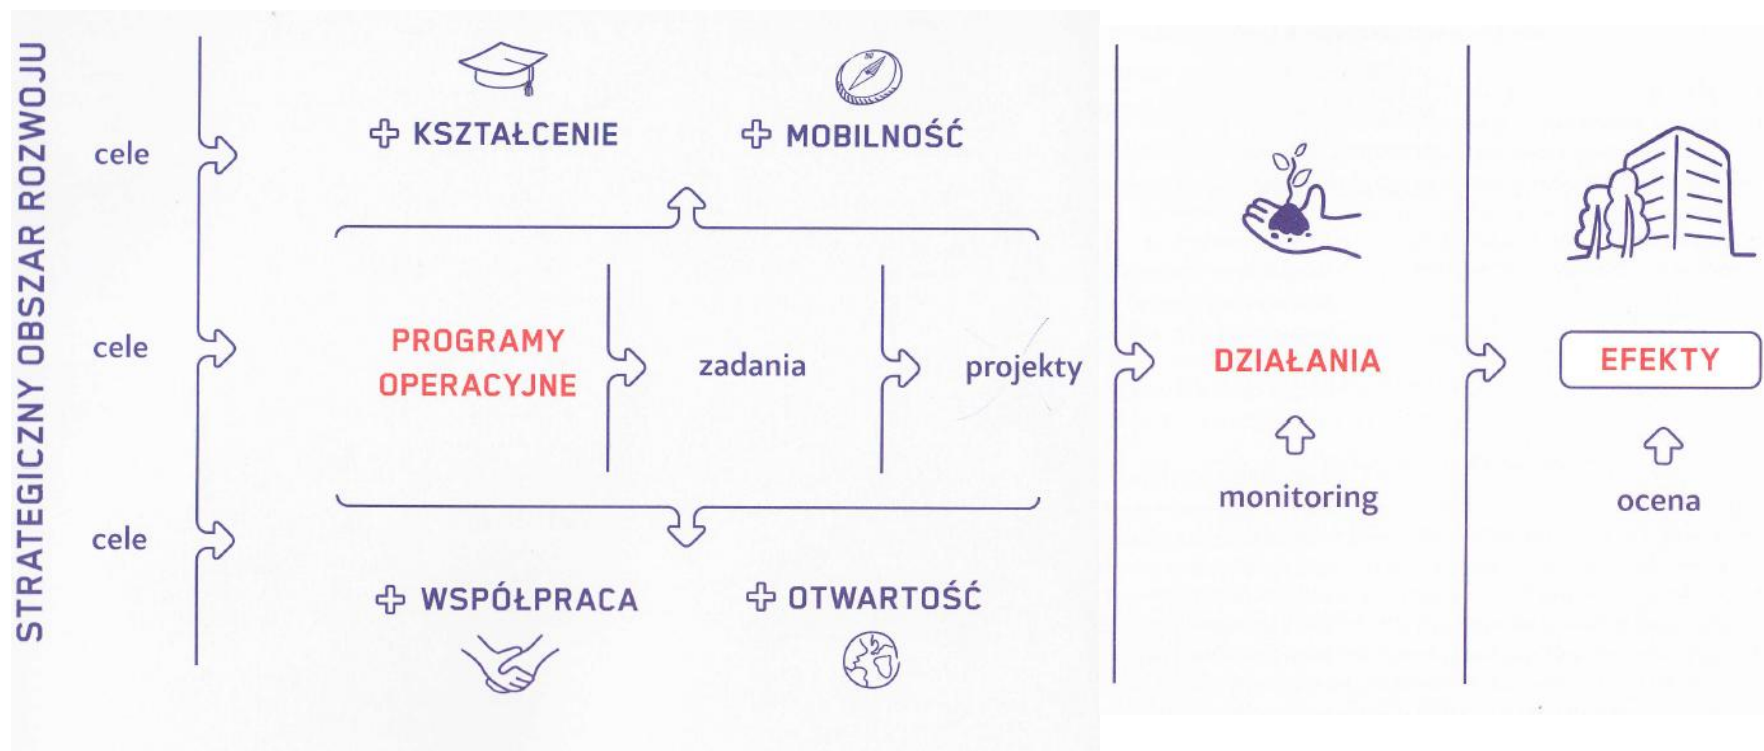 STRATEGICZNY OBSZAR ROZWOJU
cele
cele
cele
KSZTAŁCENIE
MOBILNOŚĆ
PROGRAMY
OPERACYJNE
zadania
projekty
WSPÓŁPRACA
OTWARTOŚĆ
DZIAŁANIA
monitoring
EFEKTY
ocena